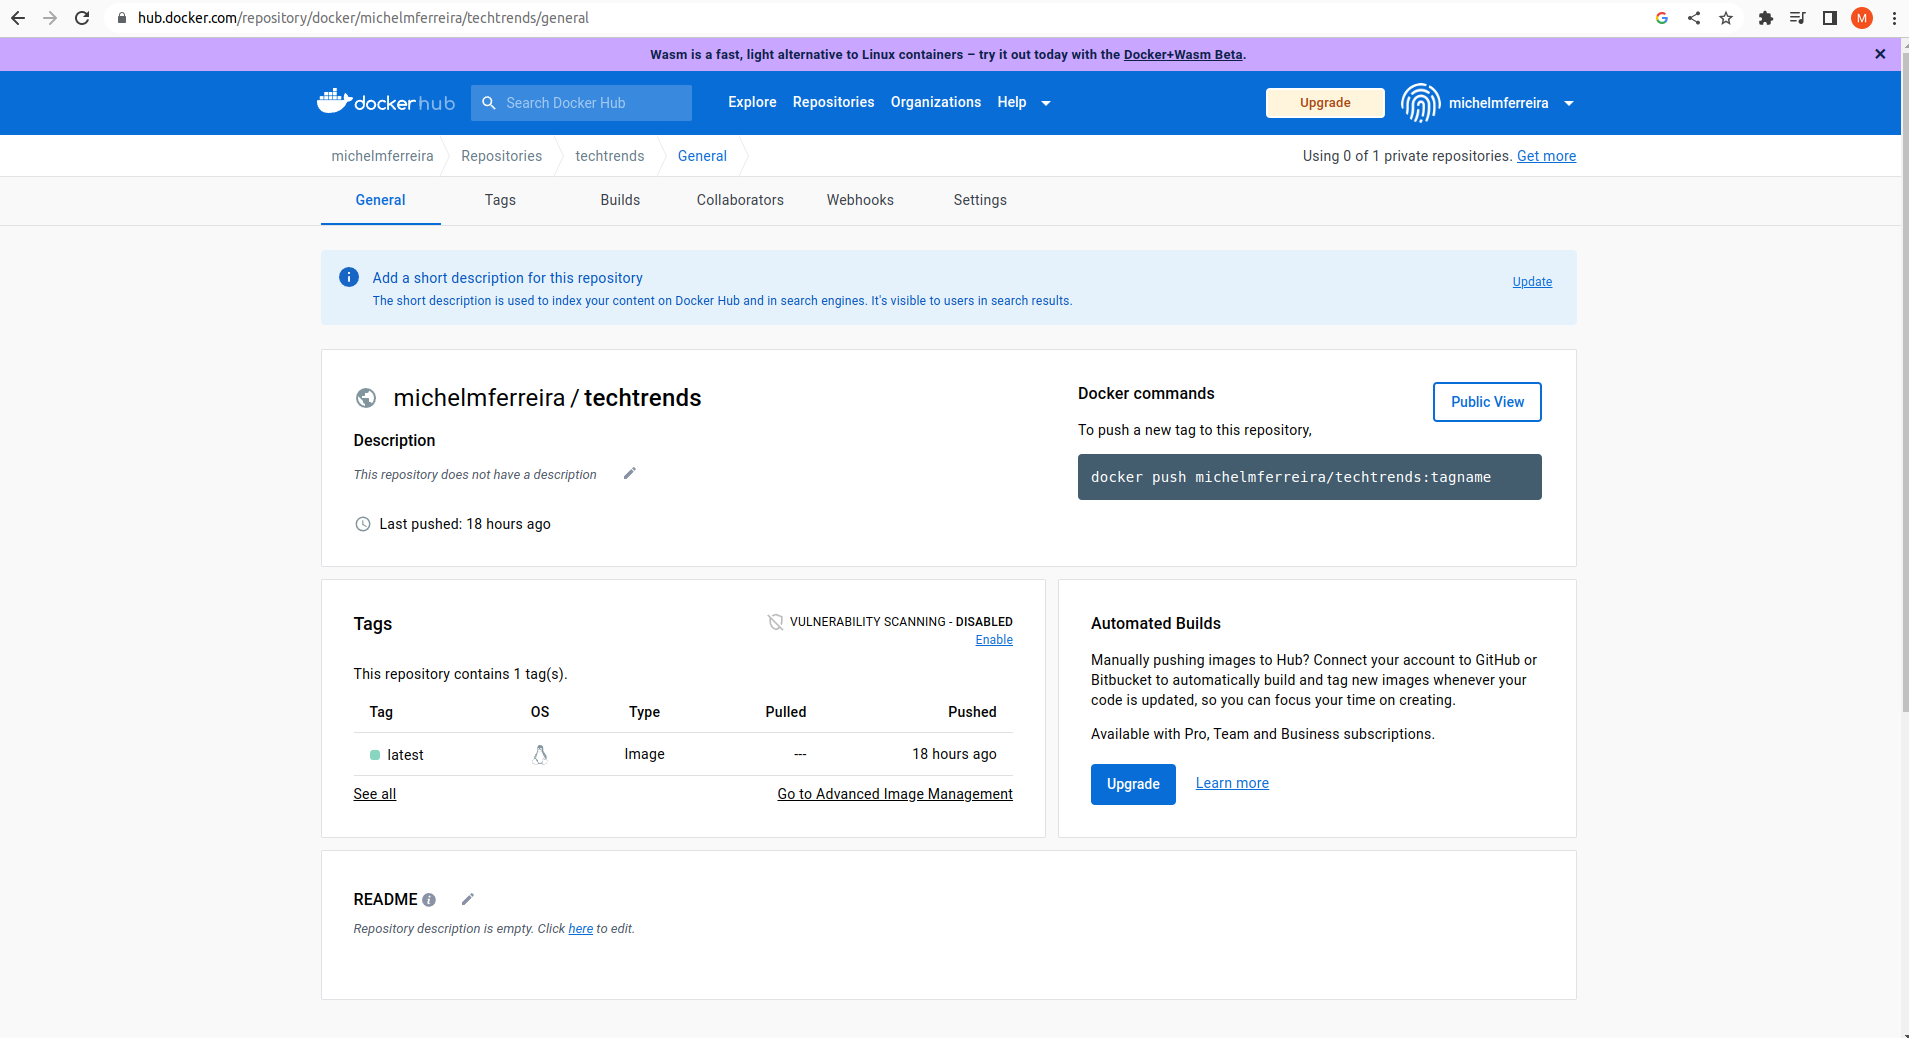 hub.docker.com/repository/docker/michelmferreira/techtrends/general
M
Wasm is a fast, light alternative to Linux containers – try it out today with the Docker+Wasm Beta.
dockerhub
Search Docker Hub
Explore
Repositories
Organizations
Help
Upgrade
michelmferreira
michelmferreira
Repositories
techtrends
General
Using 0 of 1 private repositories. Get more
General
Tags
Builds
Collaborators
Webhooks
Settings
Add a short description for this repository
The short description is used to index your content on Docker Hub and in search engines. It's visible to users in search results.
Update
michelmferreira / techtrends
Description
This repository does not have a description
Last pushed: 18 hours ago
Docker commands
Public View
To push a new tag to this repository,
docker push michelmferreira/techtrends:tagname
Tags
VULNERABILITY SCANNING - DISABLED
Enable
This repository contains 1 tag(s).
Tag OS Type Pulled Pushed
latest Image --- 18 hours ago
See all
Go to Advanced Image Management
Automated Builds
Manually pushing images to Hub? Connect your account to GitHub or
Bitbucket to automatically build and tag new images whenever your
code is updated, so you can focus your time on creating.
Available with Pro, Team and Business subscriptions.
Upgrade
Learn more
README
Repository description is empty. Click here to edit.